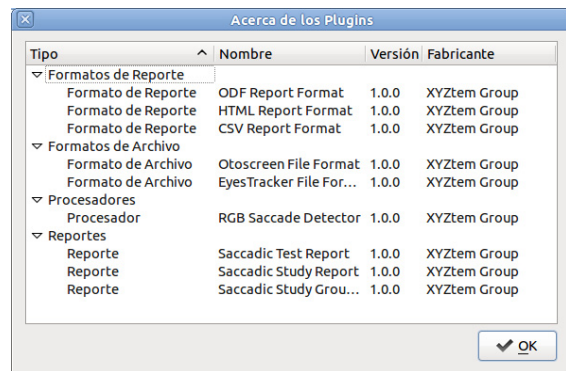 Acerca de los Plugins
Tipo Nombre Versión Fabricante
Formatos de Reporte
Formato de Reporte ODF Report Format 1.0.0 XYZtem Group
Formato de Reporte HTML Report Format 1.0.0 XYZtem Group
Formato de Reporte CSV Report Format 1.0.0 XYZtem Group
Formatos de Archivo
Formato de Archivo Otoscreen File Format 1.0.0 XYZtem Group
Formato de Archivo EyesTracker File For... 1.0.0 XYZtem Group
Procesadores
Procesador RGB Saccade Detector 1.0.0 XYZtem Group
Reportes
Reporte Saccadic Test Report 1.0.0 XYZtem Group
Reporte Saccadic Study Report 1.0.0 XYZtem Group
Reporte Saccadic Study Grou... 1.0.0 XYZtem Group
OK